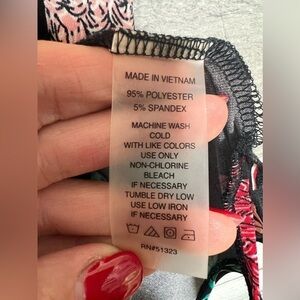 MADE IN VIETNAM
95% POLYESTER
5% SPANDEX
MACHINE WASH
COLD
WITH LIKE COLORS
USE ONLY
NON-CHLORINE
BLEACH
IF NECESSARY
TUMBLE DRY LOW
USE LOW IRON
IF NECESSARY
RN#51323